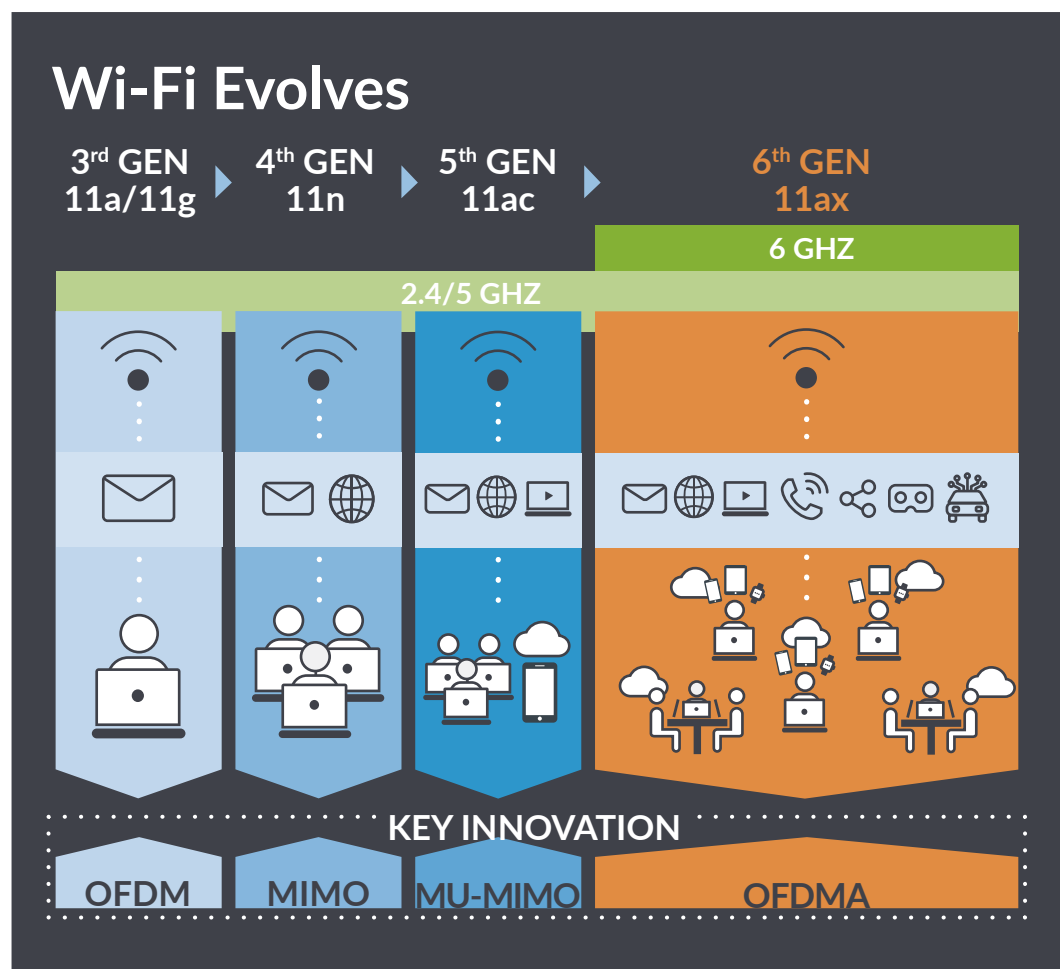 Wi-Fi Evolves
3rd GEN
11a/11g
4th GEN
11n
5th GEN
11ac
6th GEN
11ax
6 GHZ
2.4/5 GHZ
KEY INNOVATION
OFDM
MIMO
MU-MIMO
OFDMA